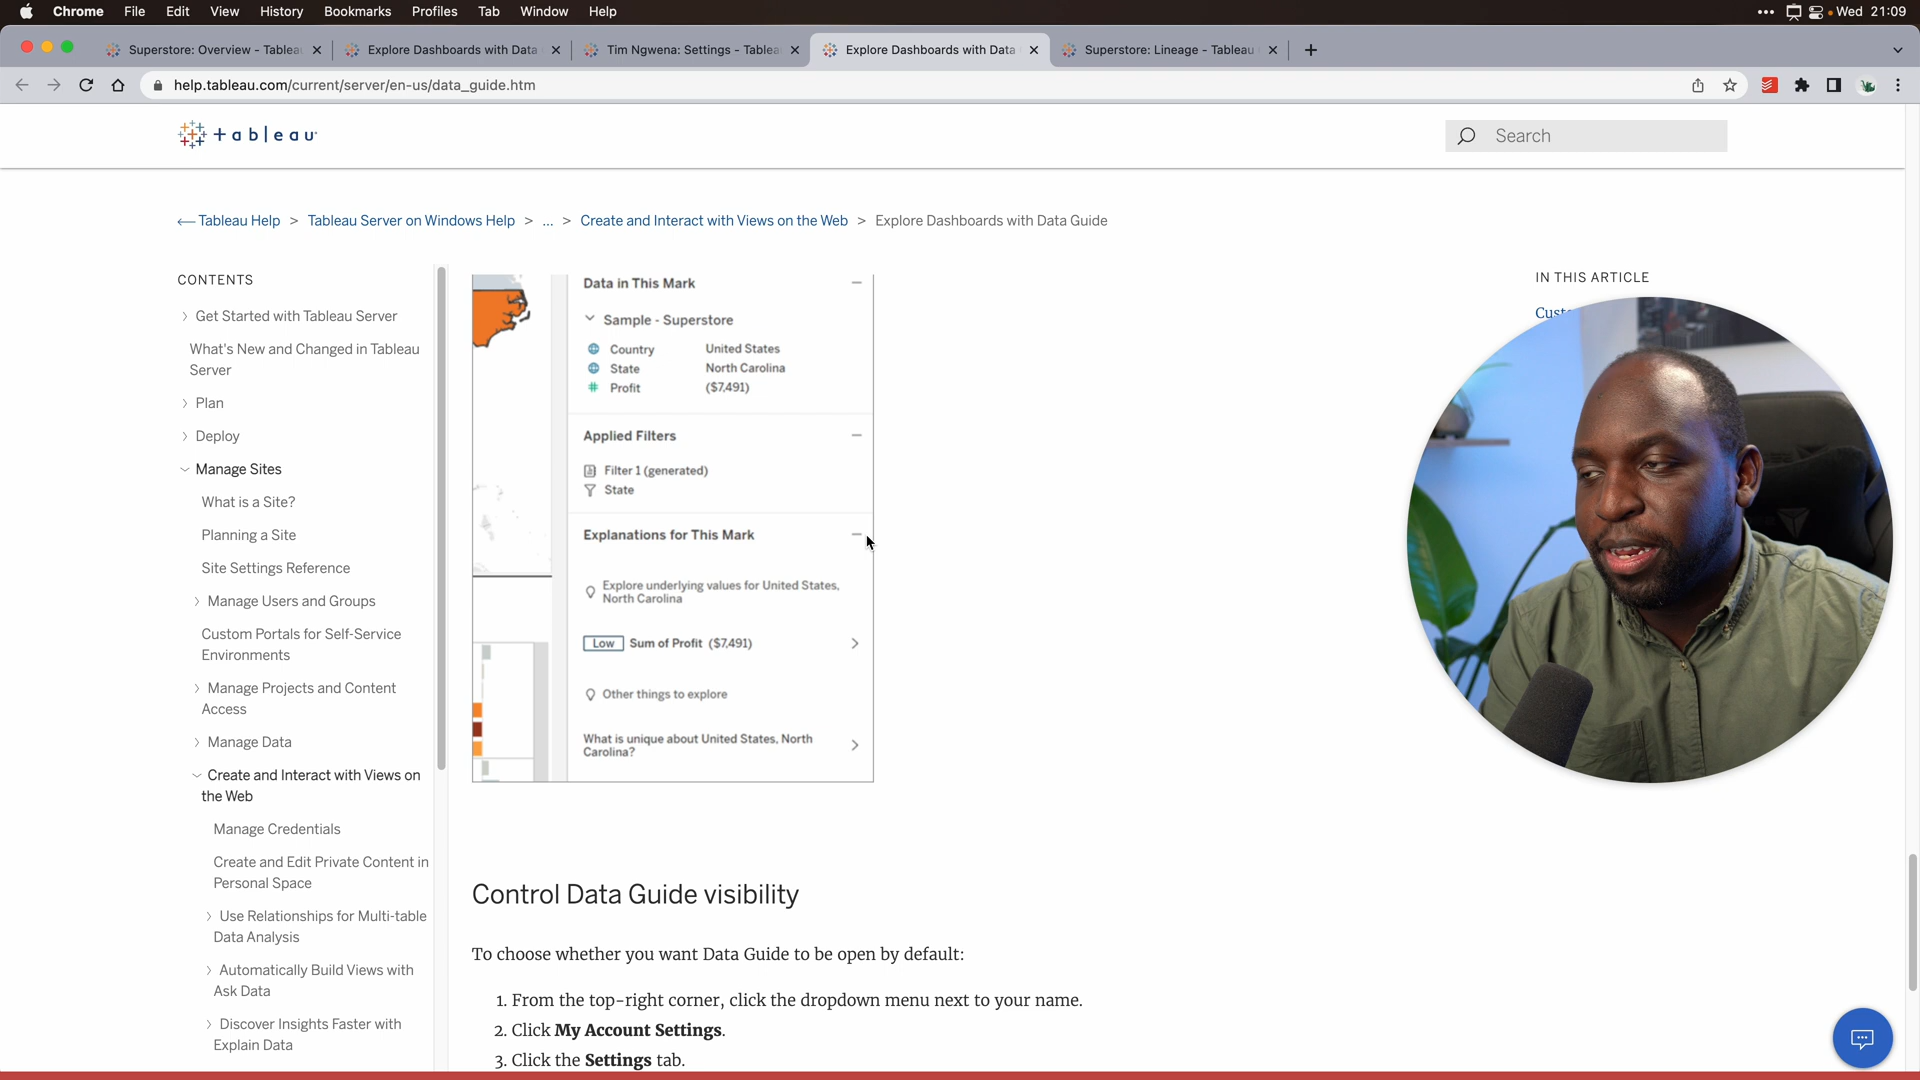 Chrome File Edit View History Bookmarks Profiles Tab Window Help
Wed 21:09
Superstore: Overview - Tablea
Explore Dashboards with Data
Tim Ngwena: Settings - Tablea
Explore Dashboards with Data
Superstore: Lineage - Tableau
help.tableau.com/current/server/en-us/data_guide.htm
+ableau
Search
Tableau Help > Tableau Server on Windows Help > ... > Create and Interact with Views on the Web > Explore Dashboards with Data Guide
CONTENTS
Get Started with Tableau Server
What's New and Changed in Tableau
Server
Plan
Deploy
Manage Sites
What is a Site?
Planning a Site
Site Settings Reference
Manage Users and Groups
Custom Portals for Self-Service
Environments
Manage Projects and Content
Access
Manage Data
Create and Interact with Views on
the Web
Manage Credentials
Create and Edit Private Content in
Personal Space
Use Relationships for Multi-table
Data Analysis
Automatically Build Views with
Ask Data
Discover Insights Faster with
Explain Data
Data in This Mark
Sample - Superstore
Country United States
State North Carolina
Profit ($7,491)
Applied Filters
Filter 1 (generated)
State
Explanations for This Mark
Explore underlying values for United States,
North Carolina
Low Sum of Profit ($7,491)
Other things to explore
What is unique about United States, North
Carolina?
Control Data Guide visibility
To choose whether you want Data Guide to be open by default:
1. From the top-right corner, click the dropdown menu next to your name.
2. Click My Account Settings.
3. Click the Settings tab.
IN THIS ARTICLE